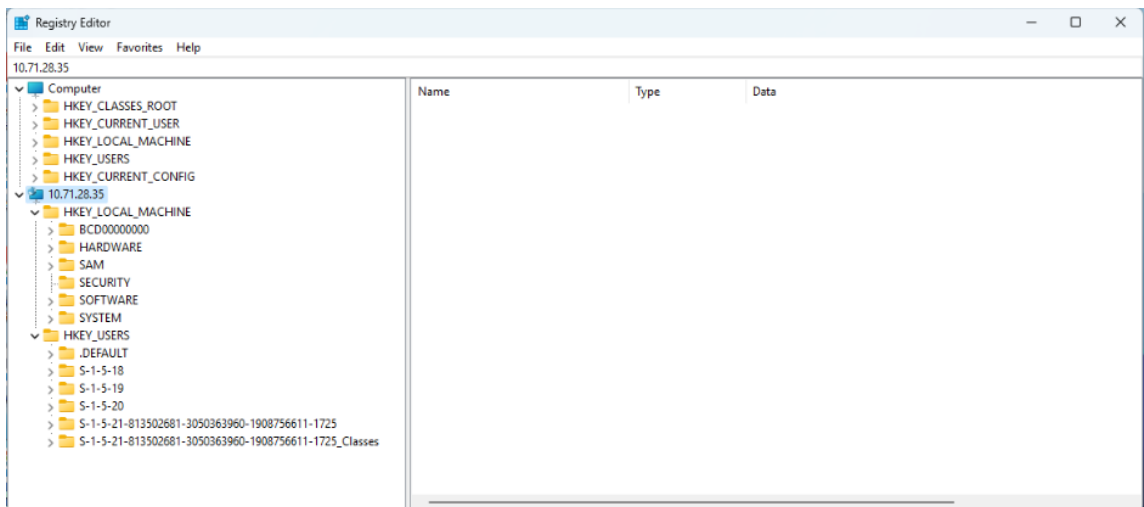 Registry Editor
File Edit View Favorites Help
10.71.28.35
Computer
HKEY_CLASSES_ROOT
HKEY_CURRENT_USER
HKEY_LOCAL_MACHINE
HKEY_USERS
HKEY_CURRENT_CONFIG
10.71.28.35
HKEY_LOCAL_MACHINE
BCD00000000
HARDWARE
SAM
SECURITY
SOFTWARE
SYSTEM
HKEY_USERS
.DEFAULT
S-1-5-18
S-1-5-19
S-1-5-20
S-1-5-21-813502681-3050363960-1908756611-1725
S-1-5-21-813502681-3050363960-1908756611-1725_Classes
Name Type Data